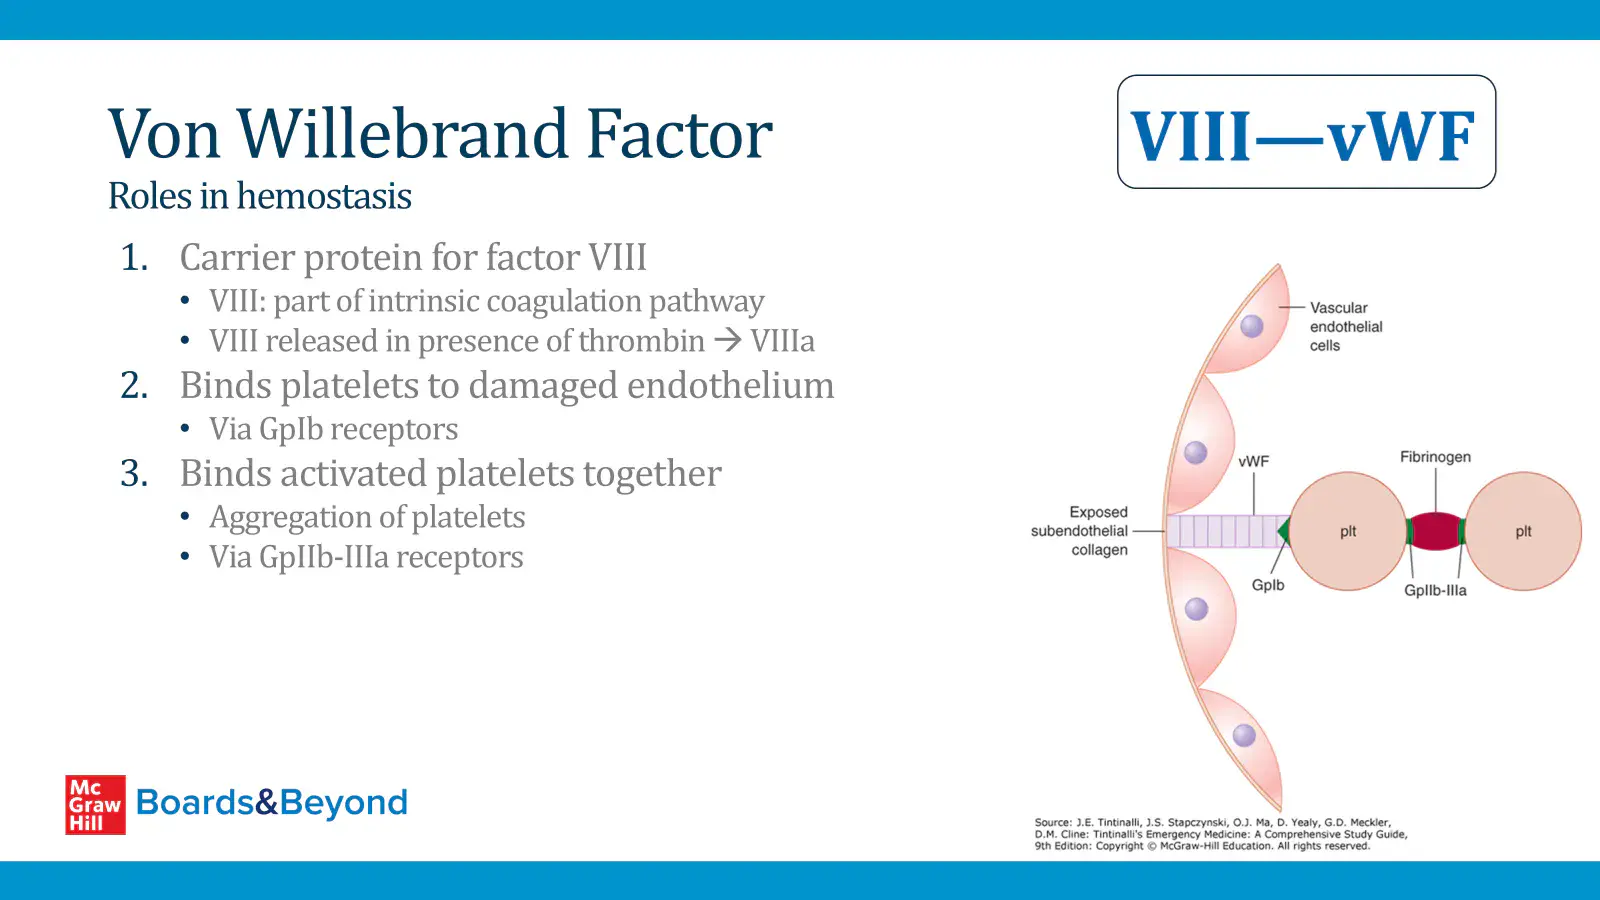 Von Willebrand Factor
Roles in hemostasis
VIII—vWF
1. Carrier protein for factor VIII
• VIII: part of intrinsic coagulation pathway
• VIII released in presence of thrombin → VIIIa
2. Binds platelets to damaged endothelium
• Via GpIb receptors
3. Binds activated platelets together
• Aggregation of platelets
• Via GpIIb-IIIa receptors
Vascular
endothelial
cells
vWF
Fibrinogen
Exposed
subendothelial
collagen
plt
plt
GpIb
GpIIb-IIIa
Mc
Graw
Hill
Boards&Beyond
Source: J.E. Tintinalli, J.S. Stapczynski, O.J. Ma, D. Yealy, G.D. Meckler,
D.M. Cline: Tintinalli's Emergency Medicine: A Comprehensive Study Guide,
9th Edition: Copyright © McGraw-Hill Education. All rights reserved.